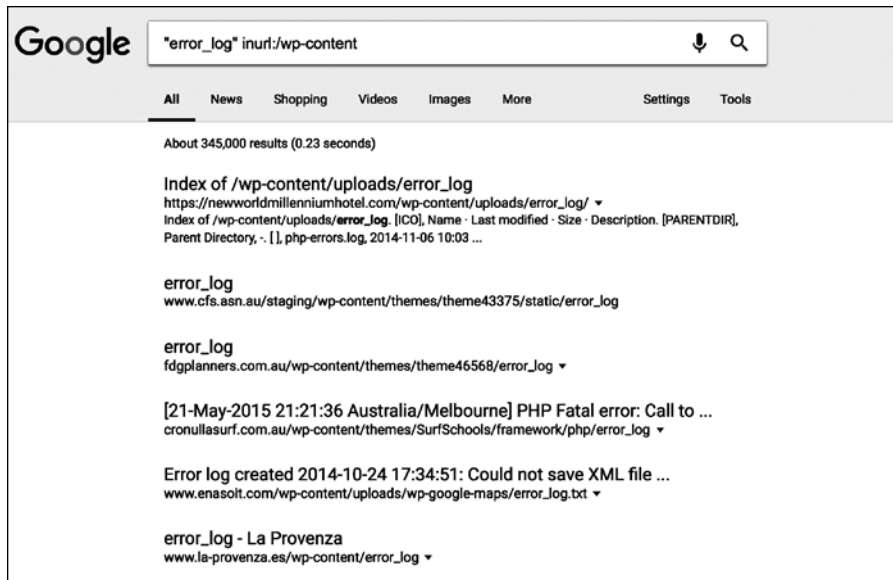 Google
"error_log" inurl:/wp-content
All News Shopping Videos Images More Settings Tools
About 345,000 results (0.23 seconds)
Index of /wp-content/uploads/error_log
https://newworldmillenniumhotel.com/wp-content/uploads/error_log/
Index of /wp-content/uploads/error_log. [ICO], Name · Last modified · Size · Description. [PARENTDIR],
Parent Directory, -. [ ], php-errors.log, 2014-11-06 10:03 ...
error_log
www.cfs.asn.au/staging/wp-content/themes/theme43375/static/error_log
error_log
fdgplanners.com.au/wp-content/themes/theme46568/error_log
[21-May-2015 21:21:36 Australia/Melbourne] PHP Fatal error: Call to ...
cronullasurf.com.au/wp-content/themes/SurfSchools/framework/php/error_log
Error log created 2014-10-24 17:34:51: Could not save XML file ...
www.enasolt.com/wp-content/uploads/wp-google-maps/error_log.txt
error_log - La Provenza
www.la-provenza.es/wp-content/error_log